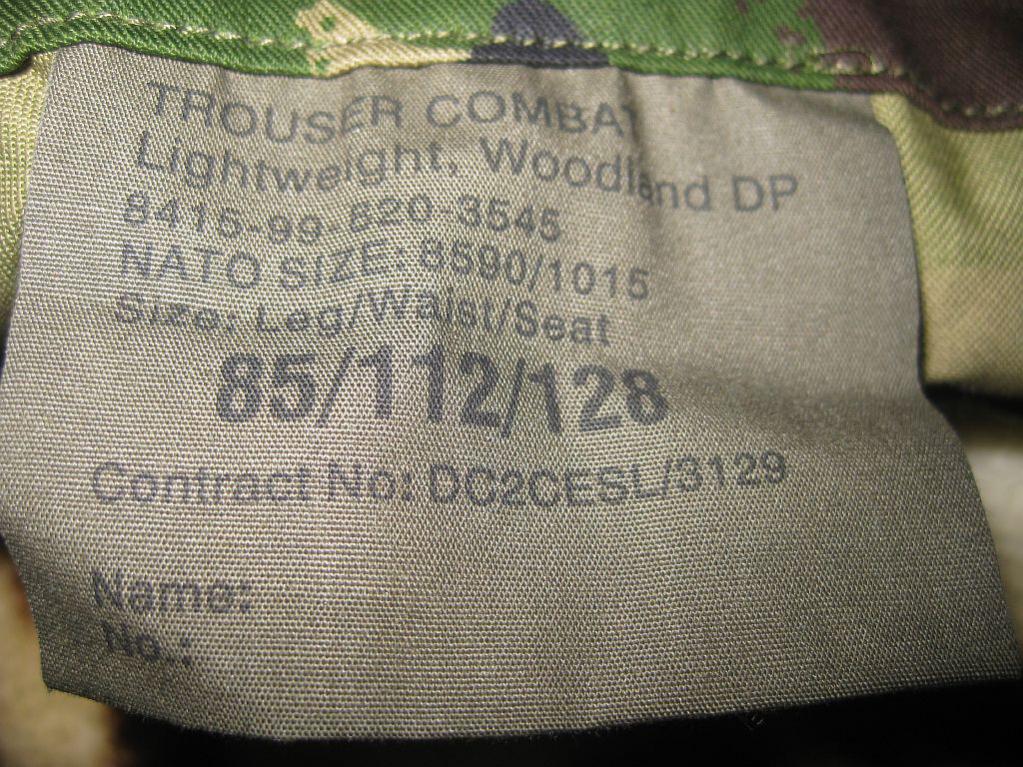 TROUSER COMBAT
Lightweight, Woodland DP
8415-99-820-3545
NATO SIZE: 8590/1015
Size: Leg/Waist/Seat
85/112/128
Contract No: DC2CESL/3129
Name:
No.: